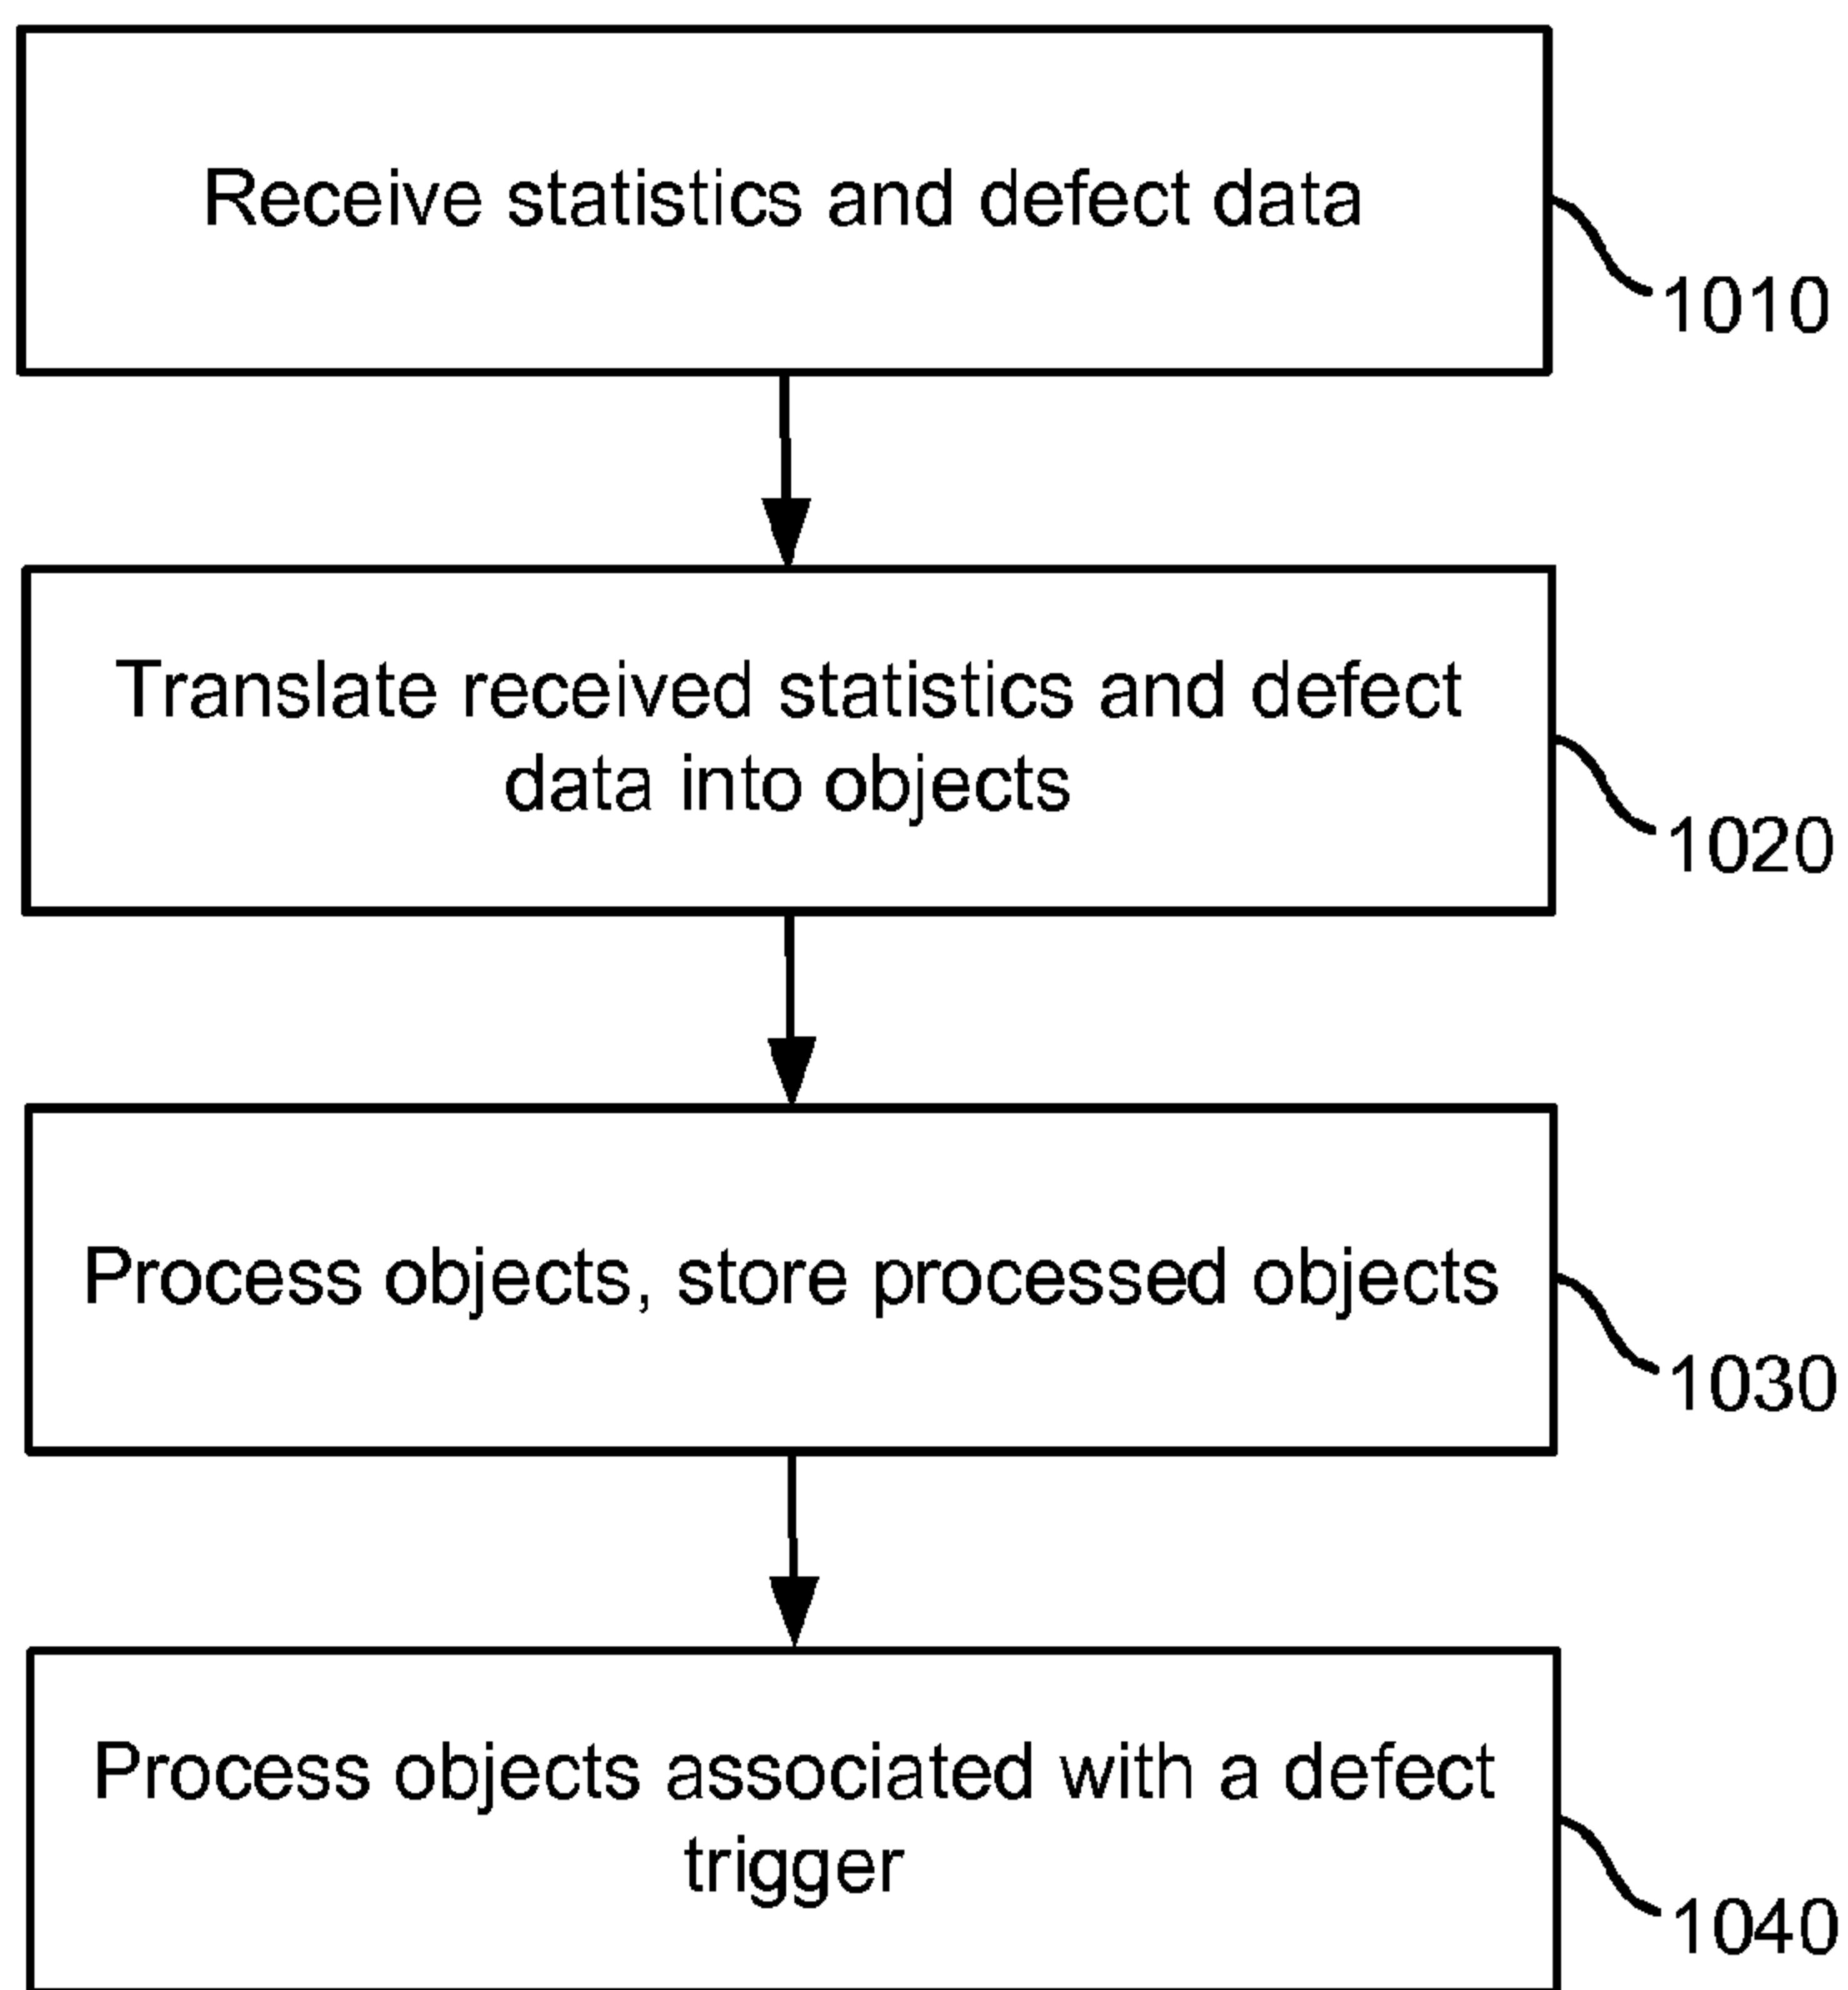 Receive statistics and defect data
1010
Translate received statistics and defect
data into objects
1020
Process objects, store processed objects
1030
Process objects associated with a defect
trigger
1040